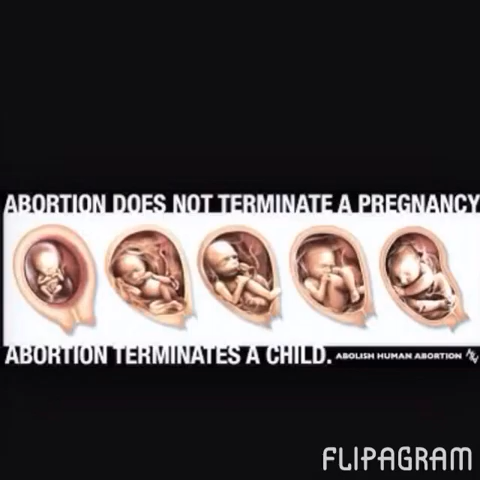 ABORTION DOES NOT TERMINATE A PREGNANCY
ABORTION TERMINATES A CHILD. ABOLISH HUMAN ABORTION
FLIPAGRAM